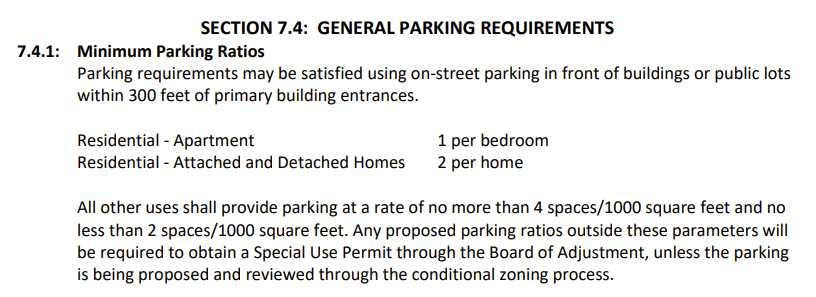 SECTION 7.4: GENERAL PARKING REQUIREMENTS
7.4.1: Minimum Parking Ratios
Parking requirements may be satisfied using on-street parking in front of buildings or public lots
within 300 feet of primary building entrances.
Residential - Apartment 1 per bedroom
Residential - Attached and Detached Homes 2 per home
All other uses shall provide parking at a rate of no more than 4 spaces/1000 square feet and no
less than 2 spaces/1000 square feet. Any proposed parking ratios outside these parameters will
be required to obtain a Special Use Permit through the Board of Adjustment, unless the parking
is being proposed and reviewed through the conditional zoning process.